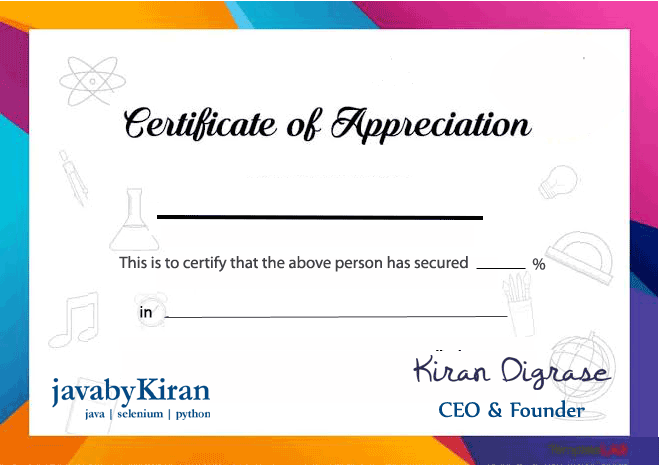 Certificate of Appreciation
This is to certify that the above person has secured ______ %
in
javabyKiran
java | selenium | python
Kiran Digrase
CEO & Founder